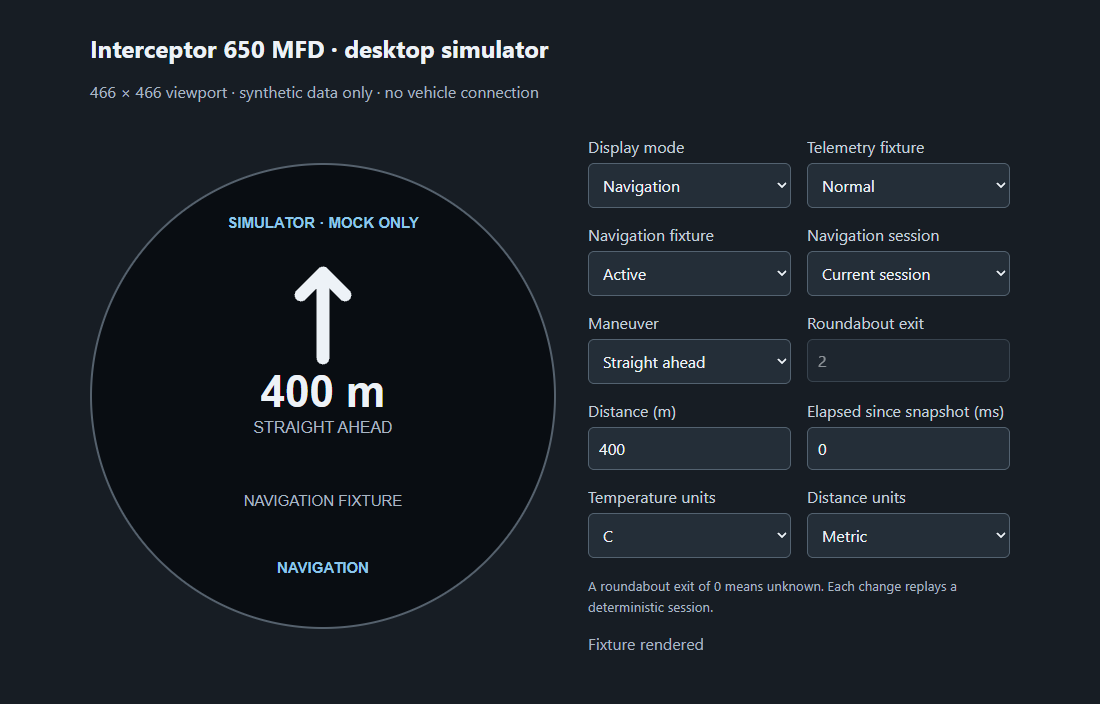 Interceptor 650 MFD · desktop simulator
466 × 466 viewport · synthetic data only · no vehicle connection
SIMULATOR · MOCK ONLY
400 m
STRAIGHT AHEAD
NAVIGATION FIXTURE
NAVIGATION
Display mode
Navigation
Telemetry fixture
Normal
Navigation fixture
Active
Navigation session
Current session
Maneuver
Straight ahead
Roundabout exit
2
Distance (m)
400
Elapsed since snapshot (ms)
0
Temperature units
C
Distance units
Metric
A roundabout exit of 0 means unknown. Each change replays a
deterministic session.
Fixture rendered